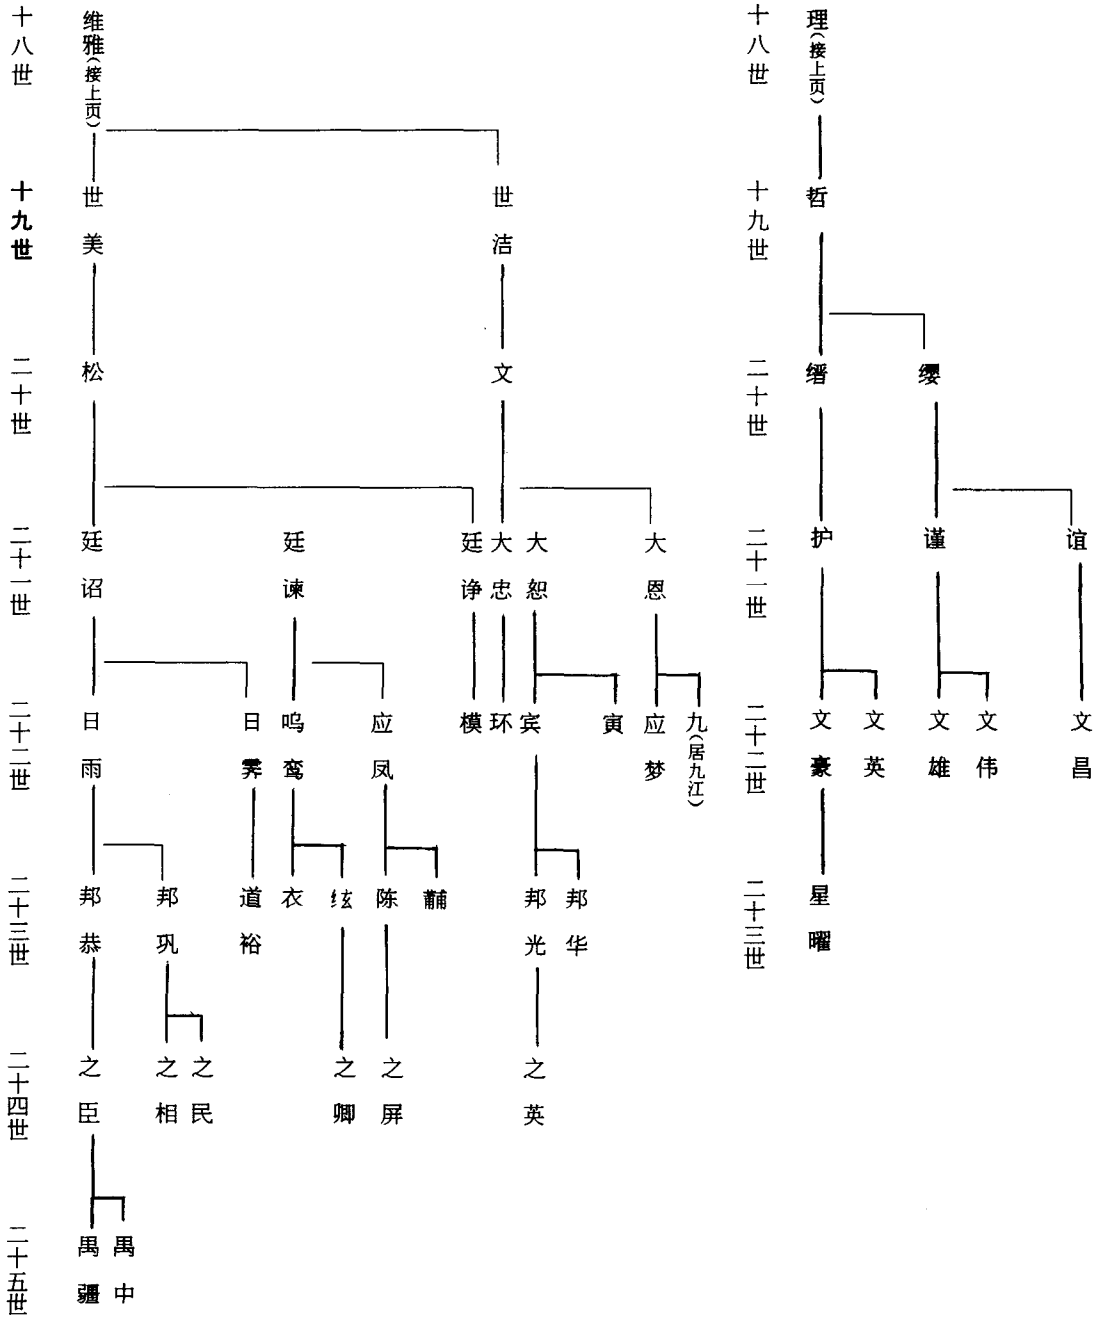 十八世 维雅(接上页) 十八世 理(接上页)
十九世 世美 世洁 十九世 哲
二十世 松 文 二十世 缙 缨
二十一世 廷诏 廷谏 廷诤 大忠 大恕 大恩 二十一世 护 谨 谊
二十二世 日雨 日霁 鸣鸾 应凤 模 环 宾 寅 应梦 九(居九江) 二十二世 文豪 文英 文雄 文伟 文昌
二十三世 邦恭 邦巩 道裕 衣 纮 陈 黼 邦光 邦华 二十三世 星曜
二十四世 之臣 之相 之民 之卿 之屏 之英
二十五世 禺疆 禺中